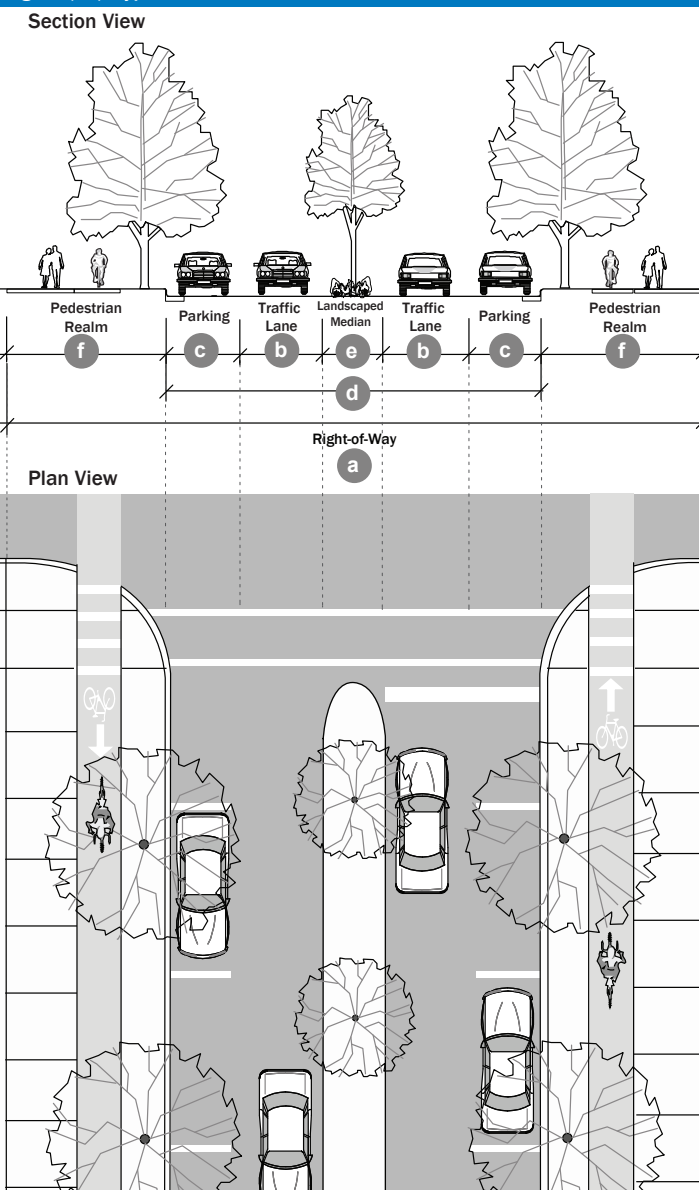 Section View
Pedestrian Realm
Parking
Traffic Lane
Landscaped Median
Traffic Lane
Parking
Pedestrian Realm
f
c
b
e
b
c
f
d
Right-of-Way
a
Plan View